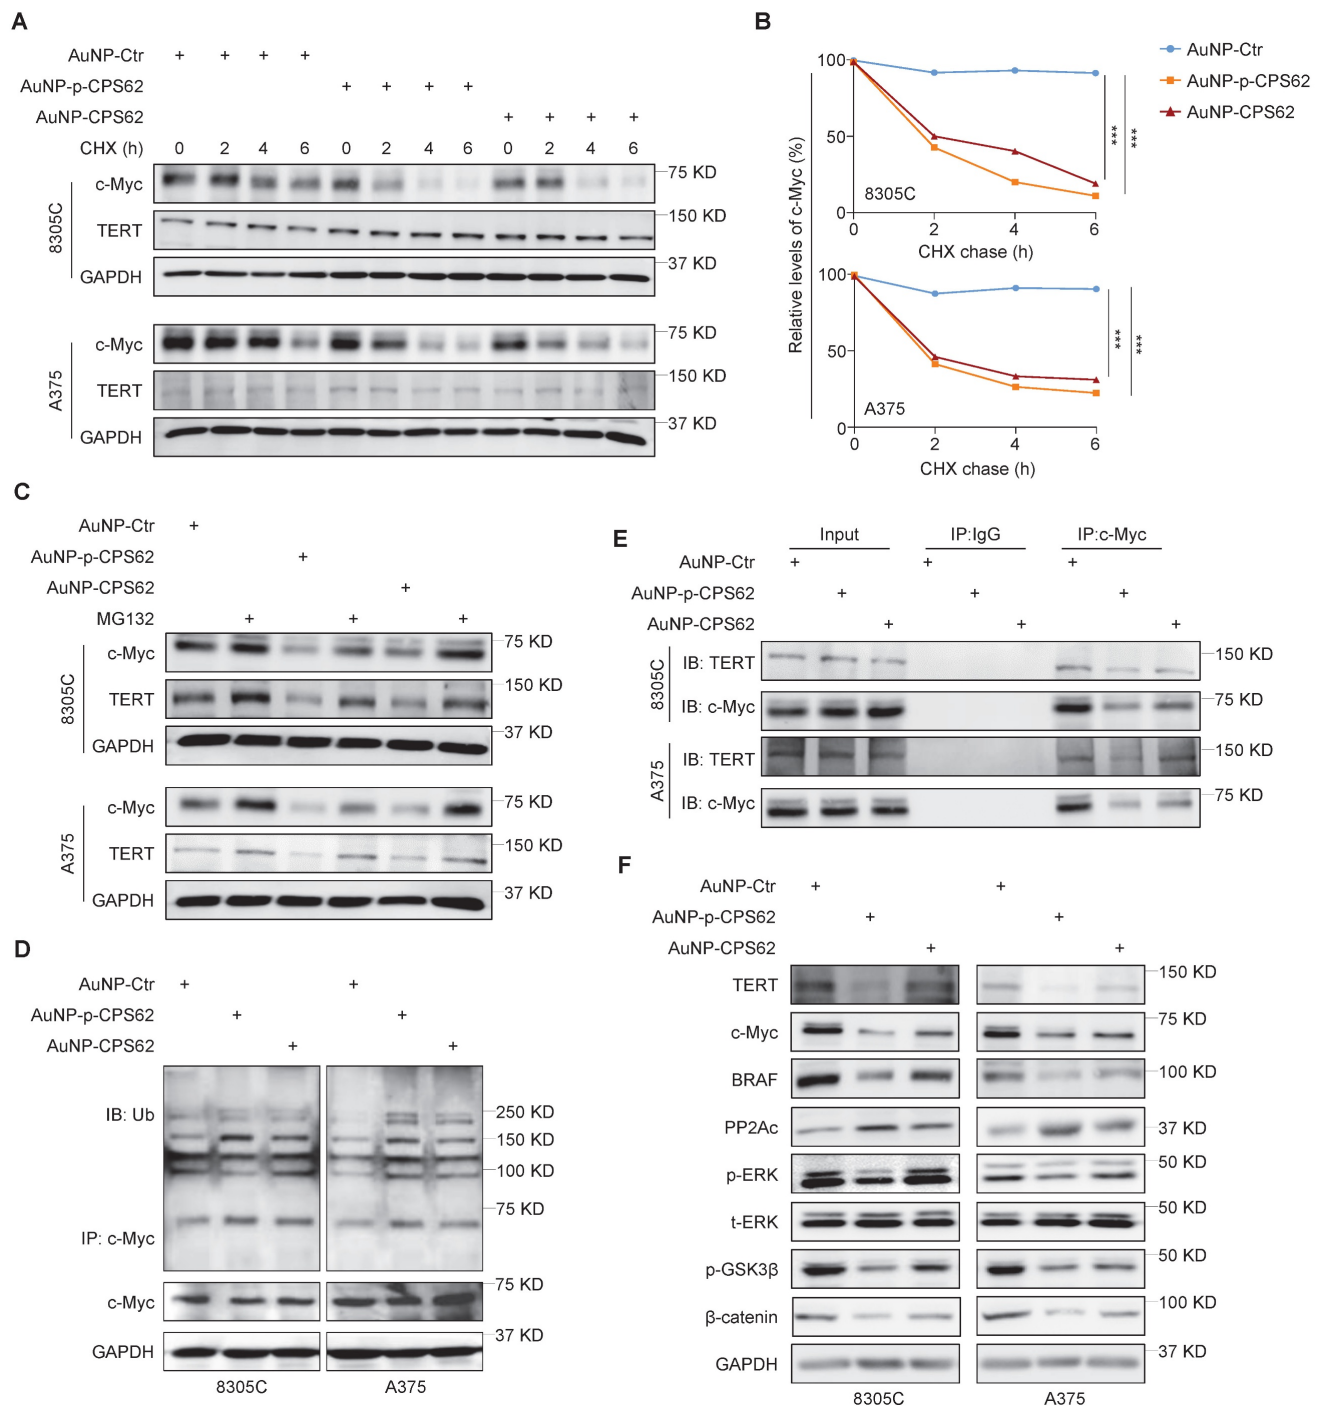 A
AuNP-Ctr + + + +
AuNP-p-CPS62 + + + +
AuNP-CPS62 + + + +
CHX (h) 0 2 4 6 0 2 4 6 0 2 4 6
8305C
c-Myc 75 KD
TERT 150 KD
GAPDH 37 KD
A375
c-Myc 75 KD
TERT 150 KD
GAPDH 37 KD
B
AuNP-Ctr
AuNP-p-CPS62
AuNP-CPS62
Relative levels of c-Myc (%)
100
50
0
8305C
*** ***
0 2 4 6
CHX chase (h)
100
50
0
A375
*** ***
0 2 4 6
CHX chase (h)
C
AuNP-Ctr +
AuNP-p-CPS62 +
AuNP-CPS62 +
MG132 + + +
8305C
c-Myc 75 KD
TERT 150 KD
GAPDH 37 KD
A375
c-Myc 75 KD
TERT 150 KD
GAPDH 37 KD
D
AuNP-Ctr + +
AuNP-p-CPS62 + +
AuNP-CPS62 + +
IB: Ub 250 KD
150 KD
100 KD
75 KD
IP: c-Myc
c-Myc 75 KD
GAPDH 37 KD
8305C A375
E
Input IP:IgG IP:c-Myc
AuNP-Ctr + + +
AuNP-p-CPS62 + + +
AuNP-CPS62 + + +
8305C
IB: TERT 150 KD
IB: c-Myc 75 KD
A375
IB: TERT 150 KD
IB: c-Myc 75 KD
F
AuNP-Ctr + +
AuNP-p-CPS62 + +
AuNP-CPS62 + +
TERT 150 KD
c-Myc 75 KD
BRAF 100 KD
PP2Ac 37 KD
p-ERK 50 KD
t-ERK 50 KD
p-GSK3β 50 KD
β-catenin 100 KD
GAPDH 37 KD
8305C A375